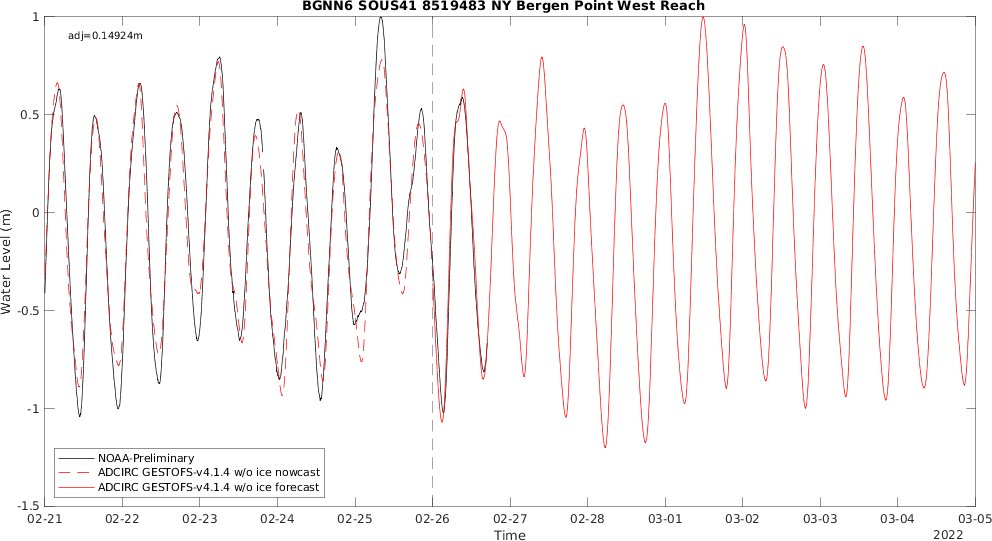 BGNN6 SOUS41 8519483 NY Bergen Point West Reach
adj=0.14924m
1
0.5
0
-0.5
-1
-1.5
Water Level (m)
NOAA-Preliminary
ADCIRC GESTOFS-v4.1.4 w/o ice nowcast
ADCIRC GESTOFS-v4.1.4 w/o ice forecast
02-21 02-22 02-23 02-24 02-25 02-26 02-27 02-28 03-01 03-02 03-03 03-04 03-05
Time
2022